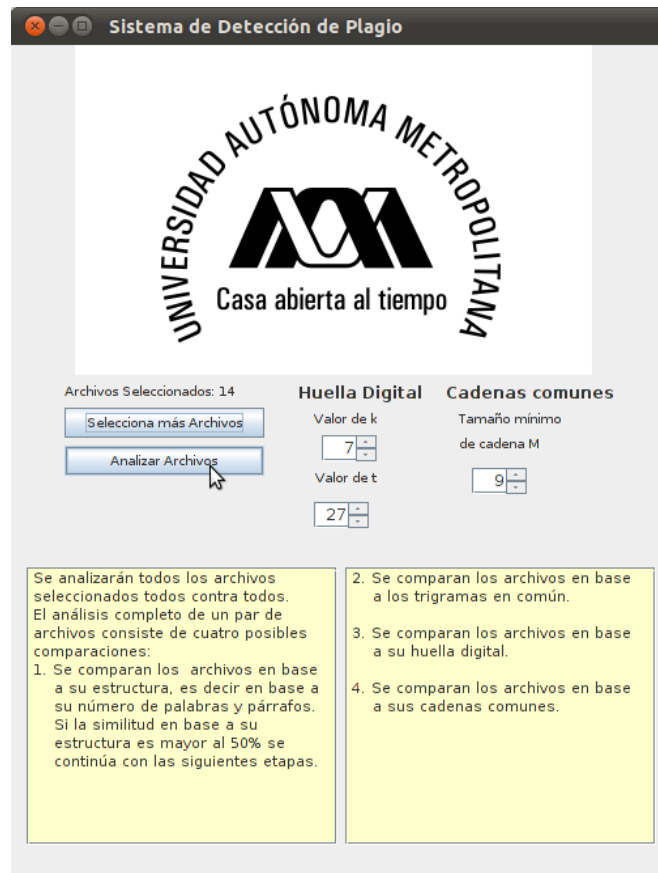 Sistema de Detección de Plagio
UNIVERSIDAD AUTÓNOMA METROPOLITANA
Casa abierta al tiempo
Archivos Seleccionados: 14
Selecciona más Archivos
Analizar Archivos
Huella Digital
Valor de k
7
Valor de t
27
Cadenas comunes
Tamaño mínimo
de cadena M
9
Se analizarán todos los archivos
seleccionados todos contra todos.
El análisis completo de un par de
archivos consiste de cuatro posibles
comparaciones:
1. Se comparan los archivos en base
a su estructura, es decir en base a
su número de palabras y párrafos.
Si la similitud en base a su
estructura es mayor al 50% se
continúa con las siguientes etapas.
2. Se comparan los archivos en base
a los trigramas en común.
3. Se comparan los archivos en base
a su huella digital.
4. Se comparan los archivos en base
a sus cadenas comunes.